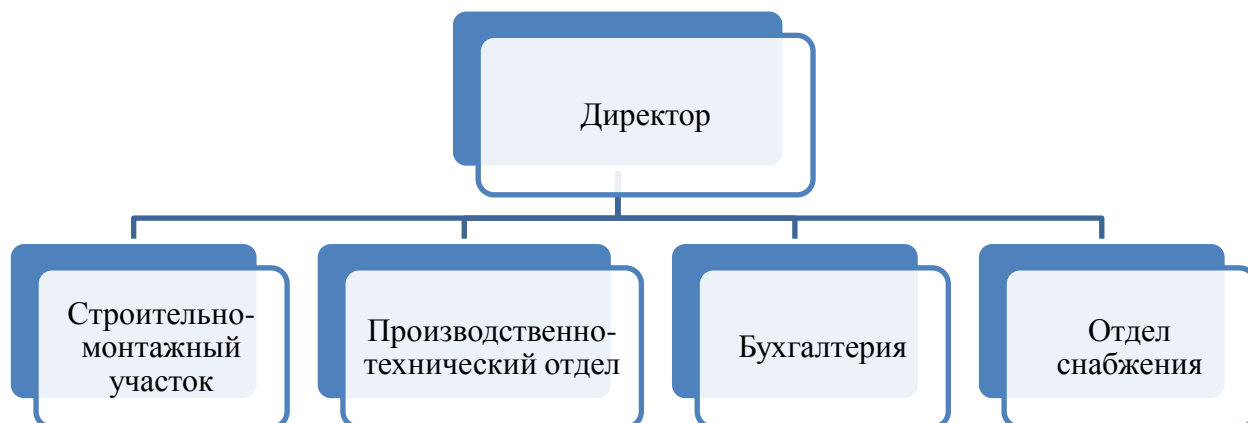 Директор
Строительно-
монтажный
участок
Производственно-
технический отдел
Бухгалтерия
Отдел
снабжения